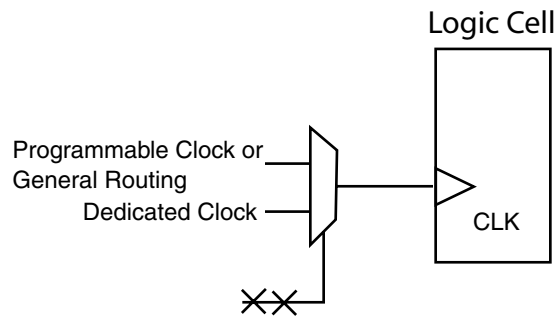 Logic Cell
Programmable Clock or
General Routing
Dedicated Clock
CLK